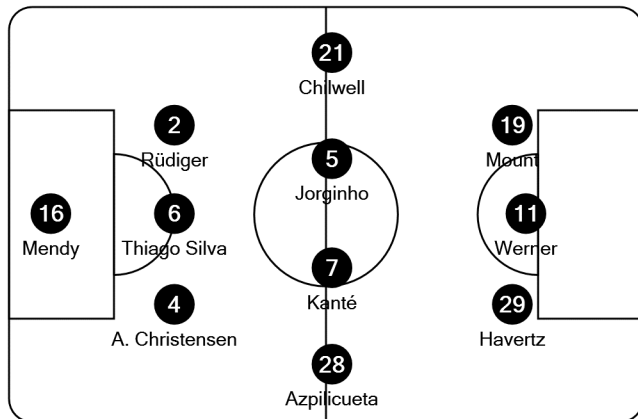 21
Chilwell
2
Rüdiger
19
Mount
5
Jorginho
16
Mendy
6
Thiago Silva
11
Werner
7
Kanté
4
A. Christensen
29
Havertz
28
Azpilicueta